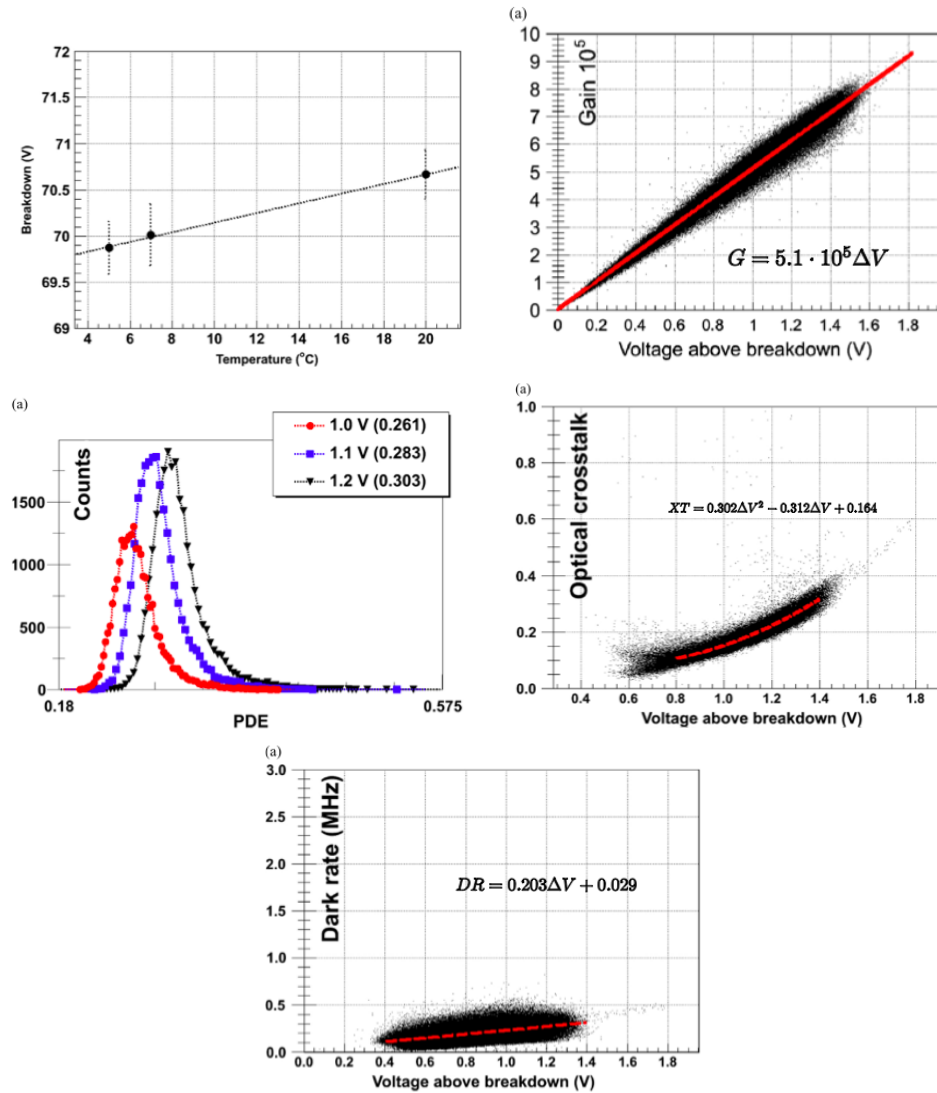 72
71
70.5
70
69.5
69
Breakdown (V)
4 6 8 10 12 14 16 18 20
Temperature (°C)
(a)
10
9
8
7
6
5
4
3
2
1
0
Gain 10⁵
G = 5.1 · 10⁵ΔV
0 0.2 0.4 0.6 0.8 1.0 1.2 1.4 1.6 1.8
Voltage above breakdown (V)
(a)
1.0 V (0.261)
1.1 V (0.283)
1.2 V (0.303)
Counts
1500
1000
500
0
0.18 0.575
PDE
(a)
1.0
0.8
0.6
0.4
0.2
0.0
Optical crosstalk
XT = 0.302ΔV² − 0.312ΔV + 0.164
0.4 0.6 0.8 1.0 1.2 1.4 1.6 1.8
Voltage above breakdown (V)
(a)
3.0
2.5
2.0
1.5
1.0
0.5
0.0
Dark rate (MHz)
DR = 0.203ΔV + 0.029
0.0 0.2 0.4 0.6 0.8 1.0 1.2 1.4 1.6 1.8
Voltage above breakdown (V)